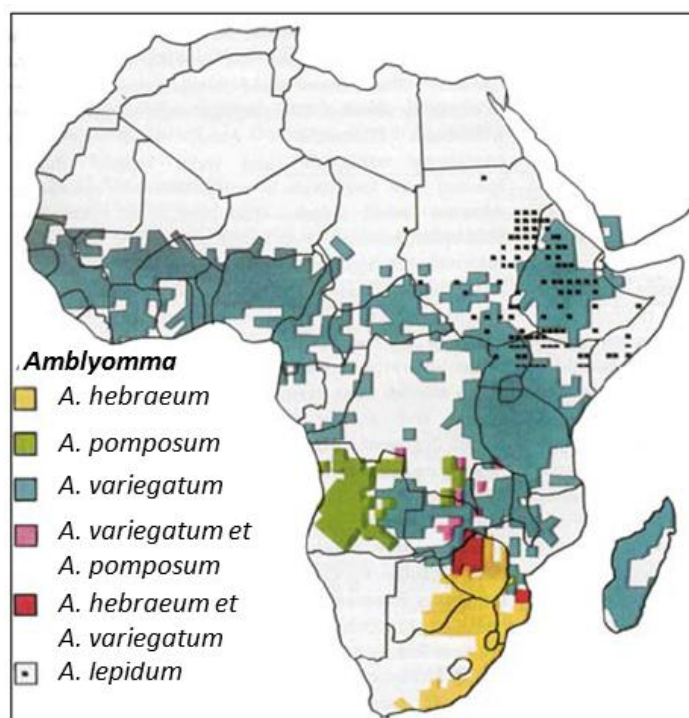 Amblyomma
A. hebraeum
A. pomposum
A. variegatum
A. variegatum et
A. pomposum
A. hebraeum et
A. variegatum
A. lepidum